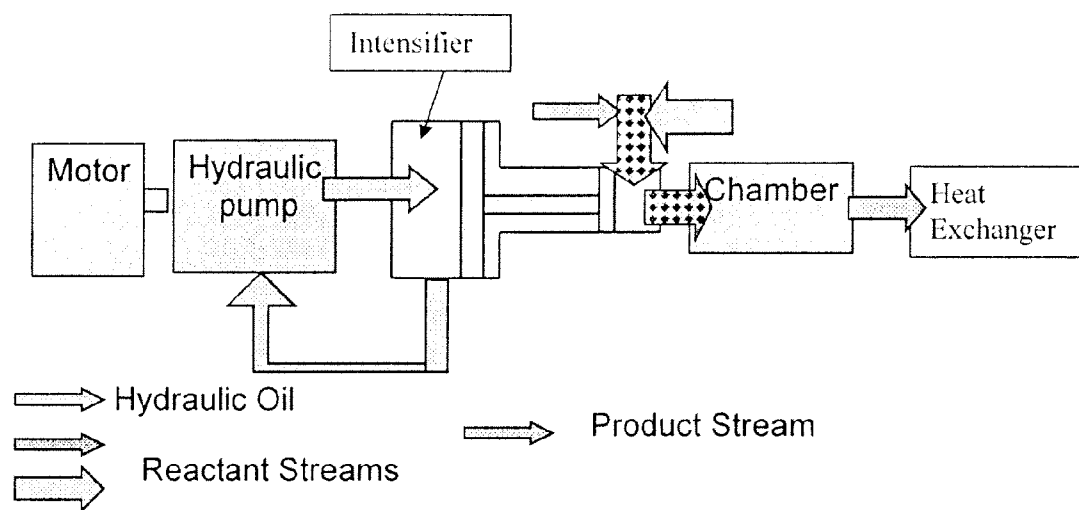 Intensifier
Motor
Hydraulic
pump
Chamber
Heat
Exchanger
Hydraulic Oil
Product Stream
Reactant Streams